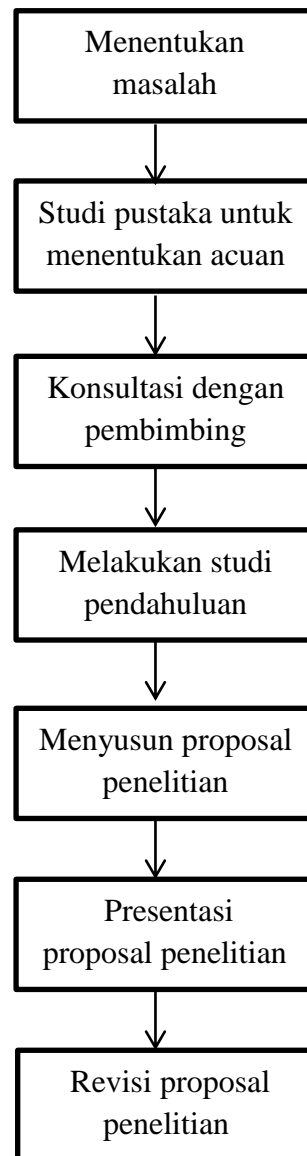 Menentukan
masalah
Studi pustaka untuk
menentukan acuan
Konsultasi dengan
pembimbing
Melakukan studi
pendahuluan
Menyusun proposal
penelitian
Presentasi
proposal penelitian
Revisi proposal
penelitian